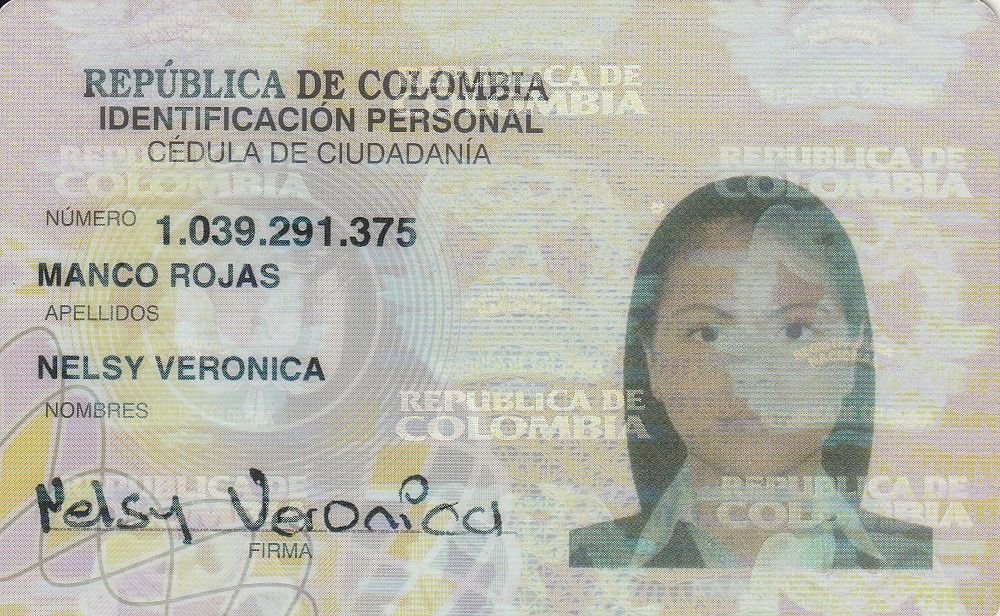 REPÚBLICA DE COLOMBIA
IDENTIFICACIÓN PERSONAL
CÉDULA DE CIUDADANÍA
NÚMERO 1.039.291.375
MANCO ROJAS
APELLIDOS
NELSY VERONICA
NOMBRES
Nelsy Veronica
FIRMA
REPUBLICA DE
COLOMBIA
REPUBLICA DE
COLOMBIA
REPUBLICA DE
COLOMBIA
REPUBLICA DE
COLOMBIA
REPUBLICA DE
REPUBLICA DE
COLOMBIA